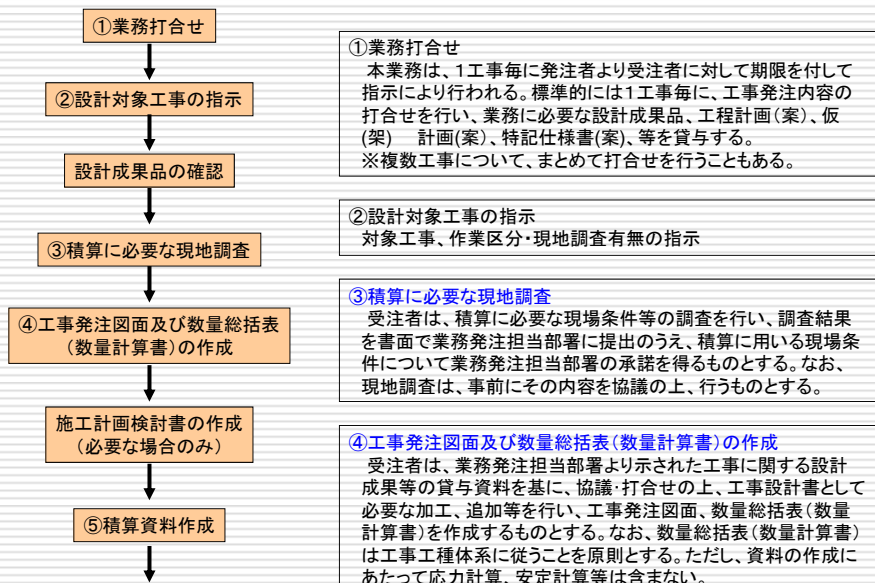 ①業務打合せ
②設計対象工事の指示
設計成果品の確認
③積算に必要な現地調査
④工事発注図面及び数量総括表
(数量計算書)の作成
施工計画検討書の作成
(必要な場合のみ)
⑤積算資料作成
①業務打合せ
本業務は、1工事毎に発注者より受注者に対して期限を付して
指示により行われる。標準的には1工事毎に、工事発注内容の
打合せを行い、業務に必要な設計成果品、工程計画(案)、仮
(架) 計画(案)、特記仕様書(案)、等を貸与する。
※複数工事について、まとめて打合せを行うこともある。
②設計対象工事の指示
対象工事、作業区分・現地調査有無の指示
③積算に必要な現地調査
受注者は、積算に必要な現場条件等の調査を行い、調査結果
を書面で業務発注担当部署に提出のうえ、積算に用いる現場条
件について業務発注担当部署の承諾を得るものとする。なお、
現地調査は、事前にその内容を協議の上、行うものとする。
④工事発注図面及び数量総括表(数量計算書)の作成
受注者は、業務発注担当部署より示された工事に関する設計
成果等の貸与資料を基に、協議・打合せの上、工事設計書として
必要な加工、追加等を行い、工事発注図面、数量総括表(数量
計算書)を作成するものとする。なお、数量総括表(数量計算書)
は工事工種体系に従うことを原則とする。ただし、資料の作成に
あたって応力計算、安定計算等は含まない。